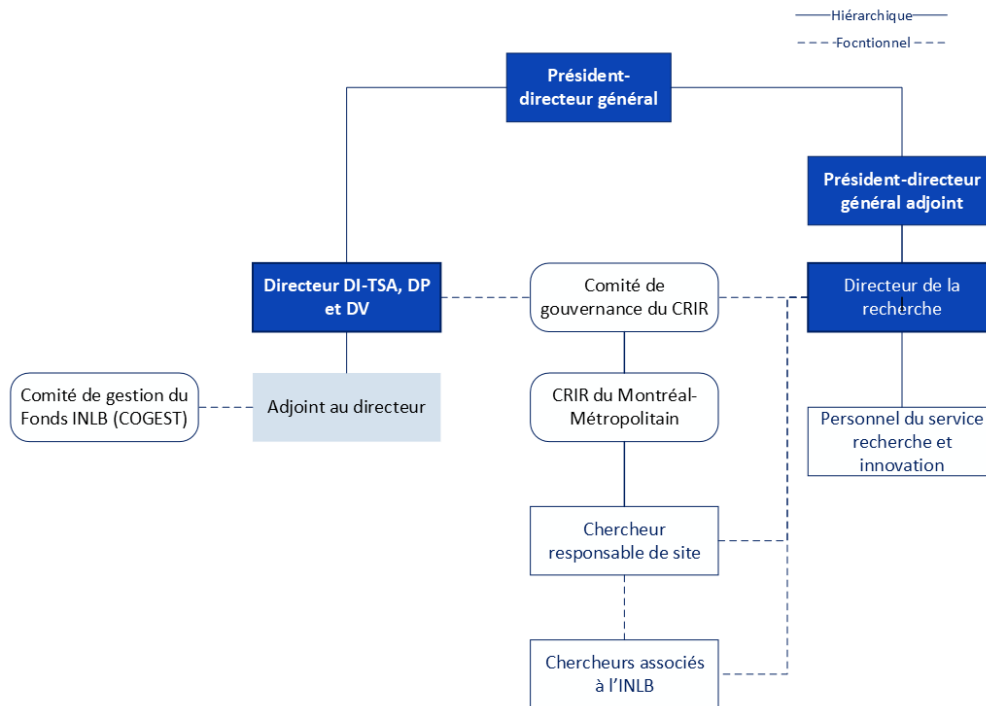 Hiérarchique
Focntionnel
Président-
directeur général
Président-directeur
général adjoint
Directeur DI-TSA, DP
et DV
Comité de
gouvernance du CRIR
Directeur de la
recherche
Comité de gestion du
Fonds INLB (COGEST)
Adjoint au directeur
CRIR du Montréal-
Métropolitain
Personnel du service
recherche et
innovation
Chercheur
responsable de site
Chercheurs associés
à l’INLB